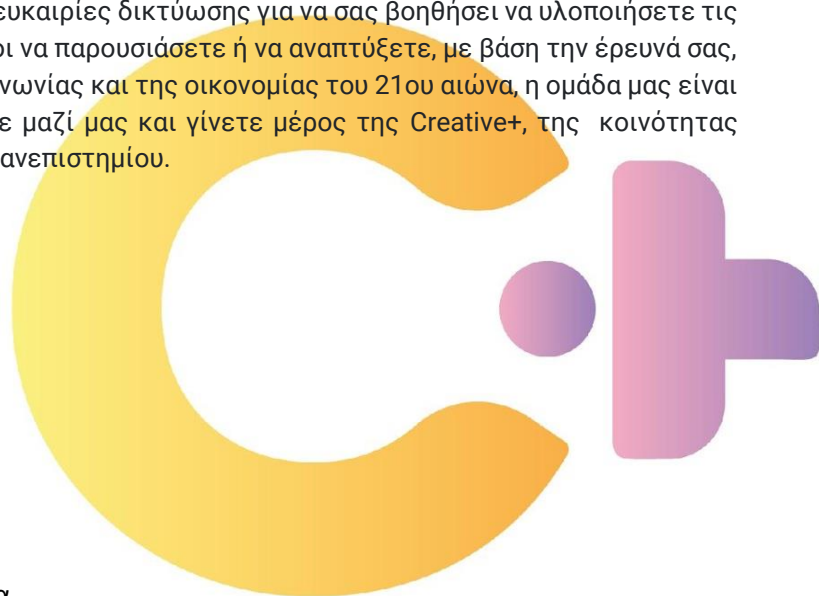 ευκαιρίες δικτύωσης για να σας βοηθήσει να υλοποιήσετε τις
οι να παρουσιάσετε ή να αναπτύξετε, με βάση την έρευνά σας,
νωνίας και της οικονομίας του 21ου αιώνα, η ομάδα μας είναι
ε μαζί μας και γίνετε μέρος της Creative+, της κοινότητας
ανεπιστημίου.